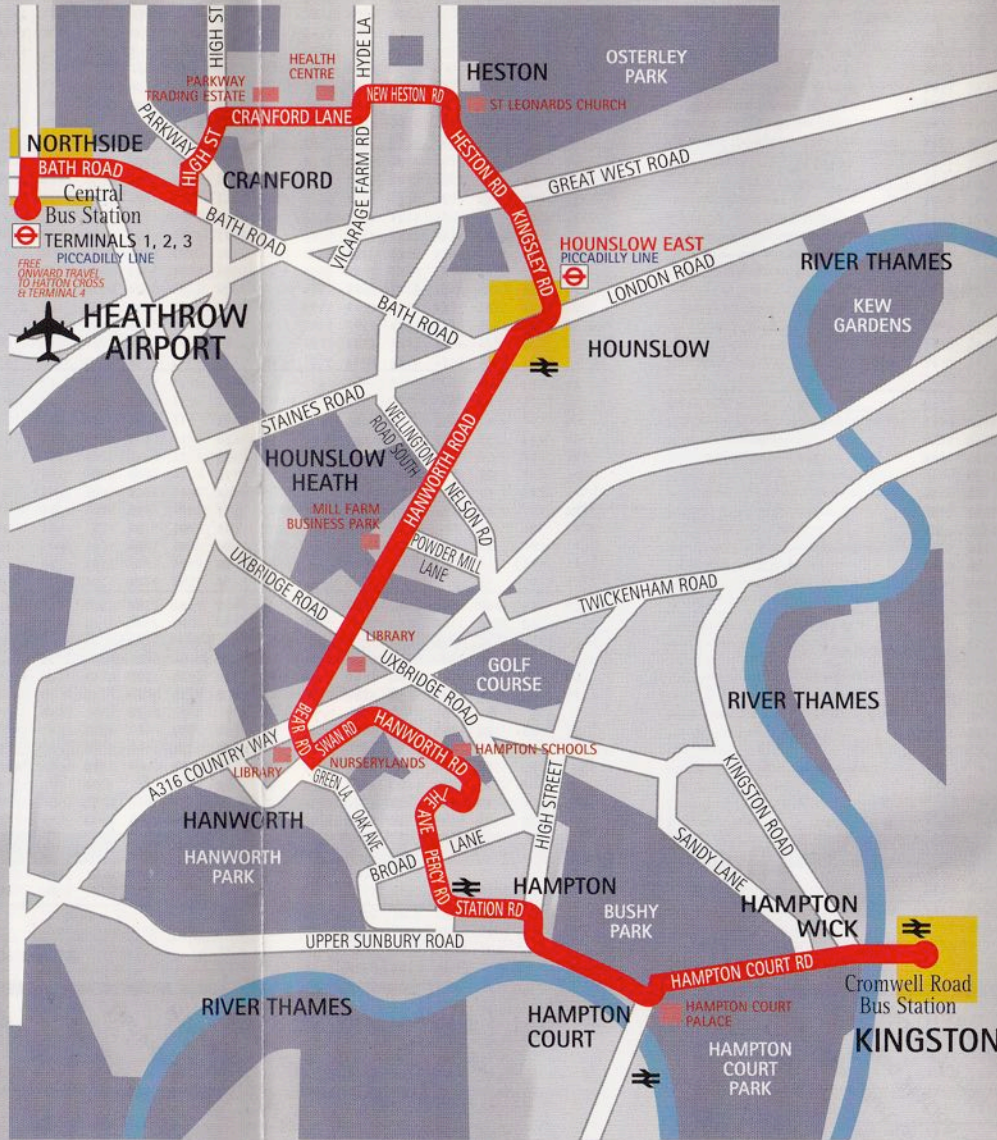 HIGH ST
HYDE LA
OSTERLEY
PARK
HEALTH
CENTRE
HESTON
PARKWAY
TRADING ESTATE
NEW HESTON RD
ST LEONARDS CHURCH
PARKWAY
CRANFORD LANE
NORTHSIDE
BATH ROAD
HIGH ST
CRANFORD
VICARAGE FARM RD
HESTON RD
GREAT WEST ROAD
Central
Bus Station
TERMINALS 1, 2, 3
PICCADILLY LINE
FREE
ONWARD TRAVEL
TO HATTON CROSS
& TERMINAL 4
BATH ROAD
KINGSLEY RD
HOUNSLOW EAST
PICCADILLY LINE
LONDON ROAD
RIVER THAMES
KEW
GARDENS
HEATHROW
AIRPORT
BATH ROAD
HOUNSLOW
STAINES ROAD
WELLINGTON
ROAD SOUTH
HANWORTH ROAD
HOUNSLOW
HEATH
NELSON RD
MILL FARM
BUSINESS PARK
POWDER MILL
LANE
UXBRIDGE ROAD
TWICKENHAM ROAD
LIBRARY
UXBRIDGE ROAD
GOLF
COURSE
RIVER THAMES
BEAR RD
SWAN RD
HANWORTH RD
HAMPTON SCHOOLS
A316 COUNTRY WAY
LIBRARY
NURSERYLANDS
GREEN LA
OAK AVE
THE AVE
HIGH STREET
KINGSTON ROAD
HANWORTH
HANWORTH
PARK
BROAD LANE
PERCY RD
SANDY LANE
HAMPTON
STATION RD
BUSHY
PARK
HAMPTON
WICK
UPPER SUNBURY ROAD
HAMPTON COURT RD
Cromwell Road
Bus Station
KINGSTON
RIVER THAMES
HAMPTON
COURT
HAMPTON COURT
PALACE
HAMPTON
COURT
PARK